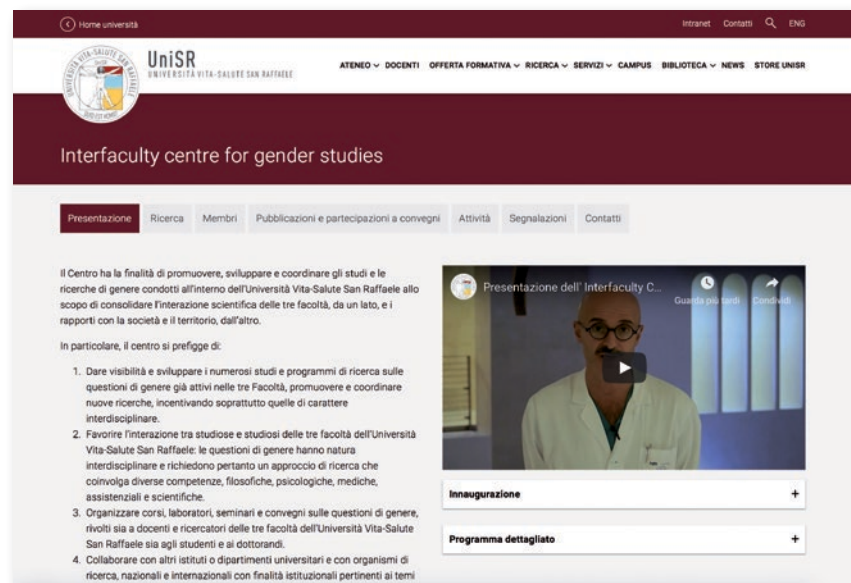 Home università
Intranet Contatti ENG
UniSR
UNIVERSITÀ VITA-SALUTE SAN RAFFAELE
ATENEO DOCENTI OFFERTA FORMATIVA RICERCA SERVIZI CAMPUS BIBLIOTECA NEWS STORE UNISR
Interfaculty centre for gender studies
Presentazione Ricerca Membri Pubblicazioni e partecipazioni a convegni Attività Segnalazioni Contatti
Il Centro ha la finalità di promuovere, sviluppare e coordinare gli studi e le
ricerche di genere condotti all'interno dell'Università Vita-Salute San Raffaele allo
scopo di consolidare l'interazione scientifica delle tre facoltà, da un lato, e i
rapporti con la società e il territorio, dall'altro.
In particolare, il centro si prefigge di:
1. Dare visibilità e sviluppare i numerosi studi e programmi di ricerca sulle
questioni di genere già attivi nelle tre Facoltà, promuovere e coordinare
nuove ricerche, incentivando soprattutto quelle di carattere
interdisciplinare.
2. Favorire l'interazione tra studiose e studiosi delle tre facoltà dell'Università
Vita-Salute San Raffaele: le questioni di genere hanno natura
interdisciplinare e richiedono pertanto un approccio di ricerca che
coinvolga diverse competenze, filosofiche, psicologiche, mediche,
assistenziali e scientifiche.
3. Organizzare corsi, laboratori, seminari e convegni sulle questioni di genere,
rivolti sia a docenti e ricercatori delle tre facoltà dell'Università Vita-Salute
San Raffaele sia agli studenti e ai dottorandi.
4. Collaborare con altri istituti o dipartimenti universitari e con organismi di
ricerca, nazionali e internazionali con finalità istituzionali pertinenti ai temi
Presentazione dell' Interfaculty C...
Guarda più tardi Condividi
Innaugurazione +
Programma dettagliato +